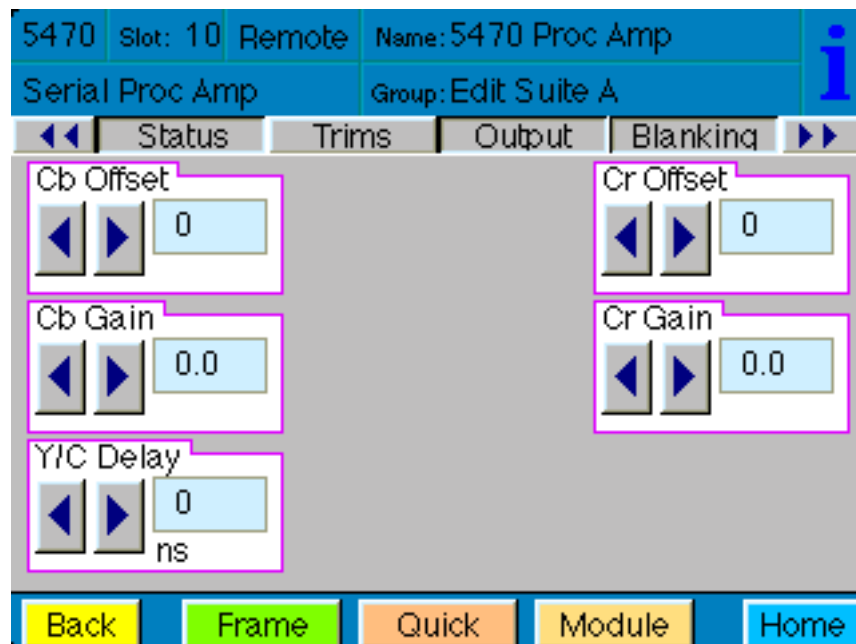 5470 Slot: 10 Remote Name: 5470 Proc Amp
i
Serial Proc Amp Group: Edit Suite A
Status Trims Output Blanking
Cb Offset Cr Offset
0 0
Cb Gain Cr Gain
0.0 0.0
Y/C Delay
0
ns
Back Frame Quick Module Home